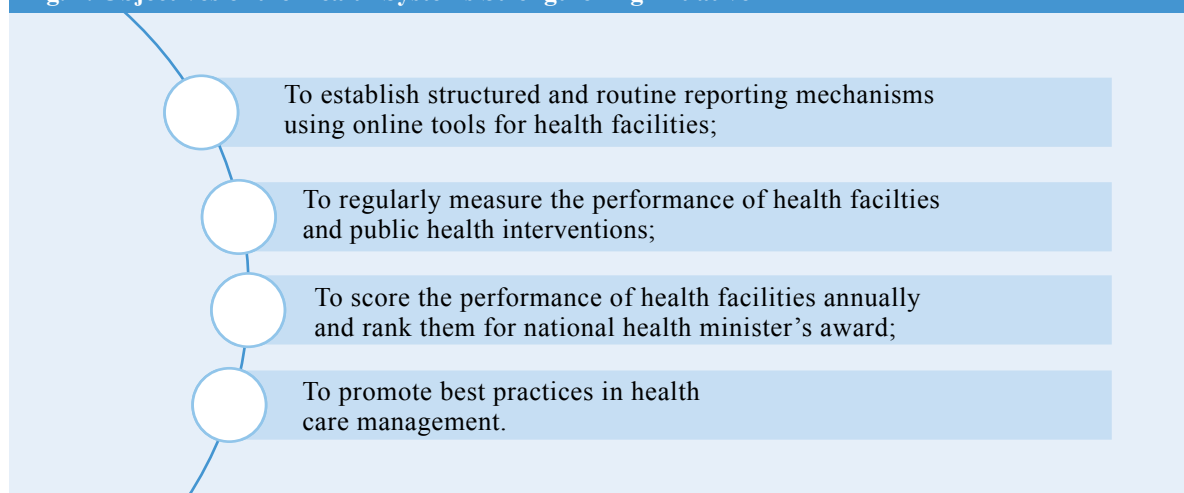 To establish structured and routine reporting mechanisms
using online tools for health facilities;
To regularly measure the performance of health facilties
and public health interventions;
To score the performance of health facilities annually
and rank them for national health minister’s award;
To promote best practices in health
care management.